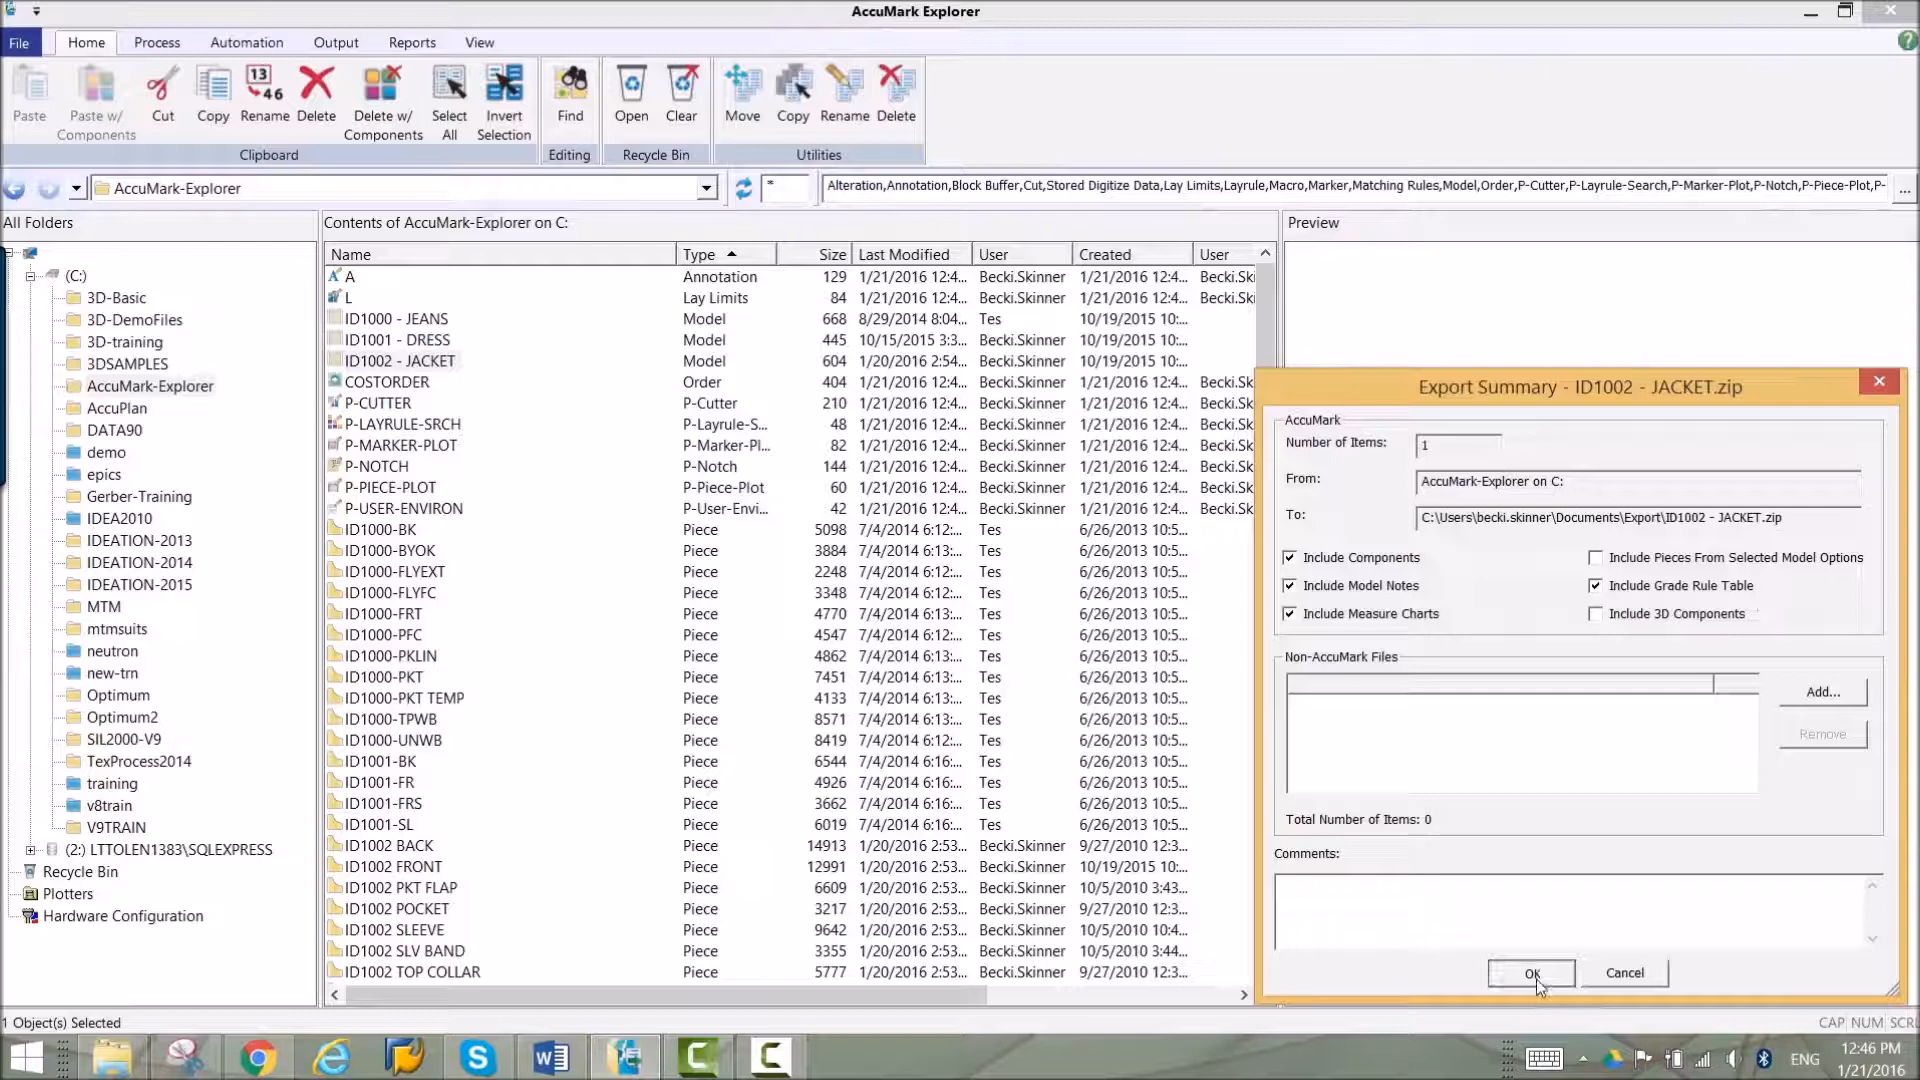 AccuMark Explorer
File Home Process Automation Output Reports View
Paste Paste w/ Components Cut Copy 13 46 Rename Delete Delete w/ Components Select All Invert Selection Find Open Clear Move Copy Rename Delete
Clipboard Editing Recycle Bin Utilities
AccuMark-Explorer * Alteration,Annotation,Block Buffer,Cut,Stored Digitize Data,Lay Limits,Layrule,Macro,Marker,Matching Rules,Model,Order,P-Cutter,P-Layrule-Search,P-Marker-Plot,P-Notch,P-Piece-Plot,P- ...
All Folders
(C:)
3D-Basic
3D-DemoFiles
3D-training
3DSAMPLES
AccuMark-Explorer
AccuPlan
DATA90
demo
epics
Gerber-Training
IDEA2010
IDEATION-2013
IDEATION-2014
IDEATION-2015
MTM
mtmsuits
neutron
new-trn
Optimum
Optimum2
SIL2000-V9
TexProcess2014
training
v8train
V9TRAIN
(2:) LTTOLEN1383\SQLEXPRESS
Recycle Bin
Plotters
Hardware Configuration
Contents of AccuMark-Explorer on C:
Name Type Size Last Modified User Created User
A Annotation 129 1/21/2016 12:4... Becki.Skinner 1/21/2016 12:4... Becki.Ski
L Lay Limits 84 1/21/2016 12:4... Becki.Skinner 1/21/2016 12:4... Becki.Sk
ID1000 - JEANS Model 668 8/29/2014 8:04... Tes 10/19/2015 10:...
ID1001 - DRESS Model 445 10/15/2015 3:3... Becki.Skinner 10/19/2015 10:...
ID1002 - JACKET Model 604 1/20/2016 2:54... Becki.Skinner 10/19/2015 10:...
COSTORDER Order 404 1/21/2016 12:4... Becki.Skinner 1/21/2016 12:4... Becki.Sk
P-CUTTER P-Cutter 210 1/21/2016 12:4... Becki.Skinner 1/21/2016 12:4... Becki.Sk
P-LAYRULE-SRCH P-Layrule-S... 48 1/21/2016 12:4... Becki.Skinner 1/21/2016 12:4... Becki.Sk
P-MARKER-PLOT P-Marker-Pl... 82 1/21/2016 12:4... Becki.Skinner 1/21/2016 12:4... Becki.Sk
P-NOTCH P-Notch 144 1/21/2016 12:4... Becki.Skinner 1/21/2016 12:4... Becki.Sk
P-PIECE-PLOT P-Piece-Plot 60 1/21/2016 12:4... Becki.Skinner 1/21/2016 12:4... Becki.Sk
P-USER-ENVIRON P-User-Envi... 42 1/21/2016 12:4... Becki.Skinner 1/21/2016 12:4... Becki.Sk
ID1000-BK Piece 5098 7/4/2014 6:12:... Tes 6/26/2013 10:5...
ID1000-BYOK Piece 3884 7/4/2014 6:13:... Tes 6/26/2013 10:5...
ID1000-FLYEXT Piece 2248 7/4/2014 6:12:... Tes 6/26/2013 10:5...
ID1000-FLYFC Piece 3348 7/4/2014 6:12:... Tes 6/26/2013 10:5...
ID1000-FRT Piece 4770 7/4/2014 6:13:... Tes 6/26/2013 10:5...
ID1000-PFC Piece 4547 7/4/2014 6:12:... Tes 6/26/2013 10:5...
ID1000-PKLIN Piece 4862 7/4/2014 6:13:... Tes 6/26/2013 10:5...
ID1000-PKT Piece 7451 7/4/2014 6:13:... Tes 6/26/2013 10:5...
ID1000-PKT TEMP Piece 4133 7/4/2014 6:13:... Tes 6/26/2013 10:5...
ID1000-TPWB Piece 8571 7/4/2014 6:13:... Tes 6/26/2013 10:5...
ID1000-UNWB Piece 8419 7/4/2014 6:12:... Tes 6/26/2013 10:5...
ID1001-BK Piece 6544 7/4/2014 6:16:... Tes 6/26/2013 10:5...
ID1001-FR Piece 4926 7/4/2014 6:16:... Tes 6/26/2013 10:5...
ID1001-FRS Piece 3662 7/4/2014 6:16:... Tes 6/26/2013 10:5...
ID1001-SL Piece 6019 7/4/2014 6:16:... Tes 6/26/2013 10:5...
ID1002 BACK Piece 14913 1/20/2016 2:53... Becki.Skinner 9/27/2010 12:3...
ID1002 FRONT Piece 12991 1/20/2016 2:53... Becki.Skinner 10/19/2015 10:...
ID1002 PKT FLAP Piece 6609 1/20/2016 2:53... Becki.Skinner 10/5/2010 3:43...
ID1002 POCKET Piece 3217 1/20/2016 2:53... Becki.Skinner 9/27/2010 12:3...
ID1002 SLEEVE Piece 9642 1/20/2016 2:53... Becki.Skinner 10/5/2010 10:4...
ID1002 SLV BAND Piece 3355 1/20/2016 2:53... Becki.Skinner 10/5/2010 3:44...
ID1002 TOP COLLAR Piece 5777 1/20/2016 2:53... Becki.Skinner 9/27/2010 12:3...
Preview
Export Summary - ID1002 - JACKET.zip
AccuMark
Number of Items: 1
From: AccuMark-Explorer on C:
To: C:\Users\becki.skinner\Documents\Export\ID1002 - JACKET.zip
Include Components Include Pieces From Selected Model Options
Include Model Notes Include Grade Rule Table
Include Measure Charts Include 3D Components
Non-AccuMark Files
Add...
Remove
Total Number of Items: 0
Comments:
OK Cancel
1 Object(s) Selected CAP NUM SCRL
ENG 12:46 PM
1/21/2016